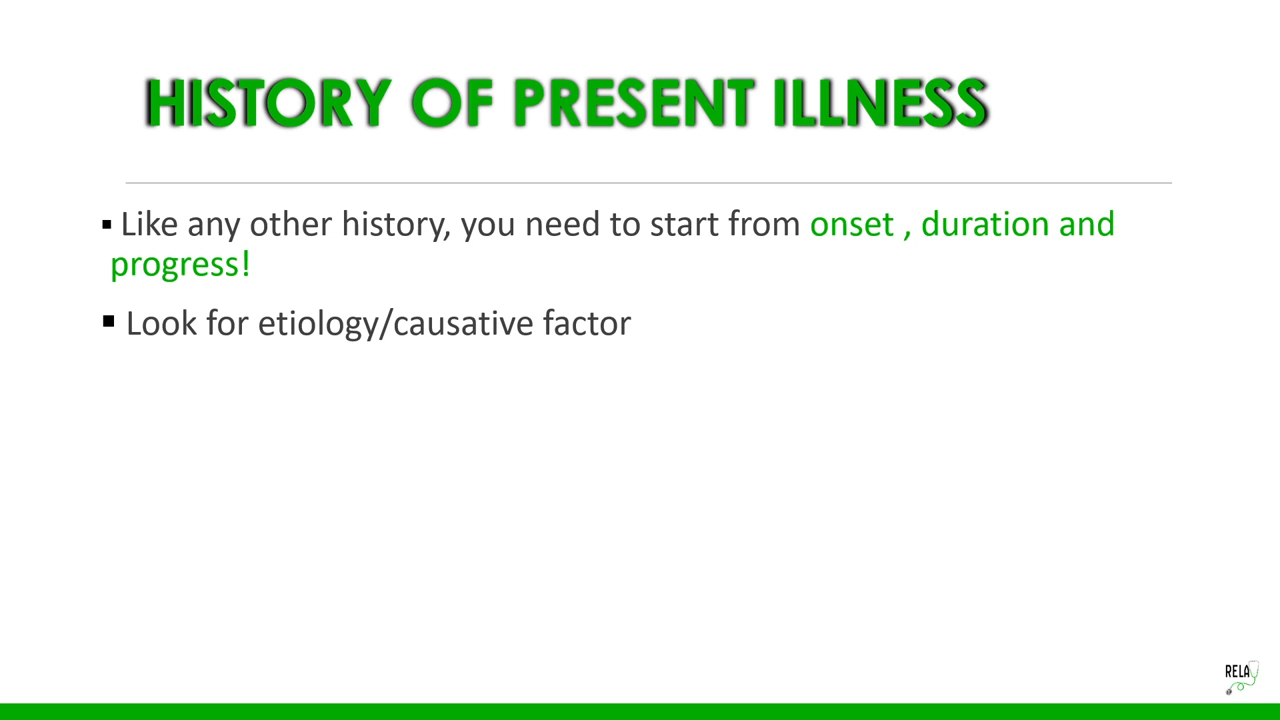 HISTORY OF PRESENT ILLNESS
▪ Like any other history, you need to start from onset , duration and
progress!
▪ Look for etiology/causative factor
RELAY